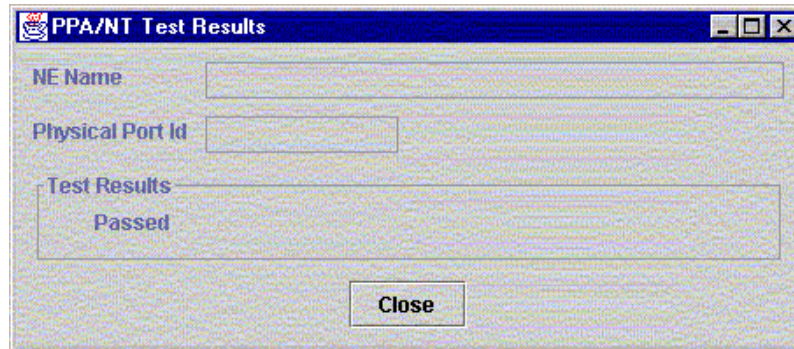 PPA/NT Test Results
NE Name
Physical Port Id
Test Results
Passed
Close